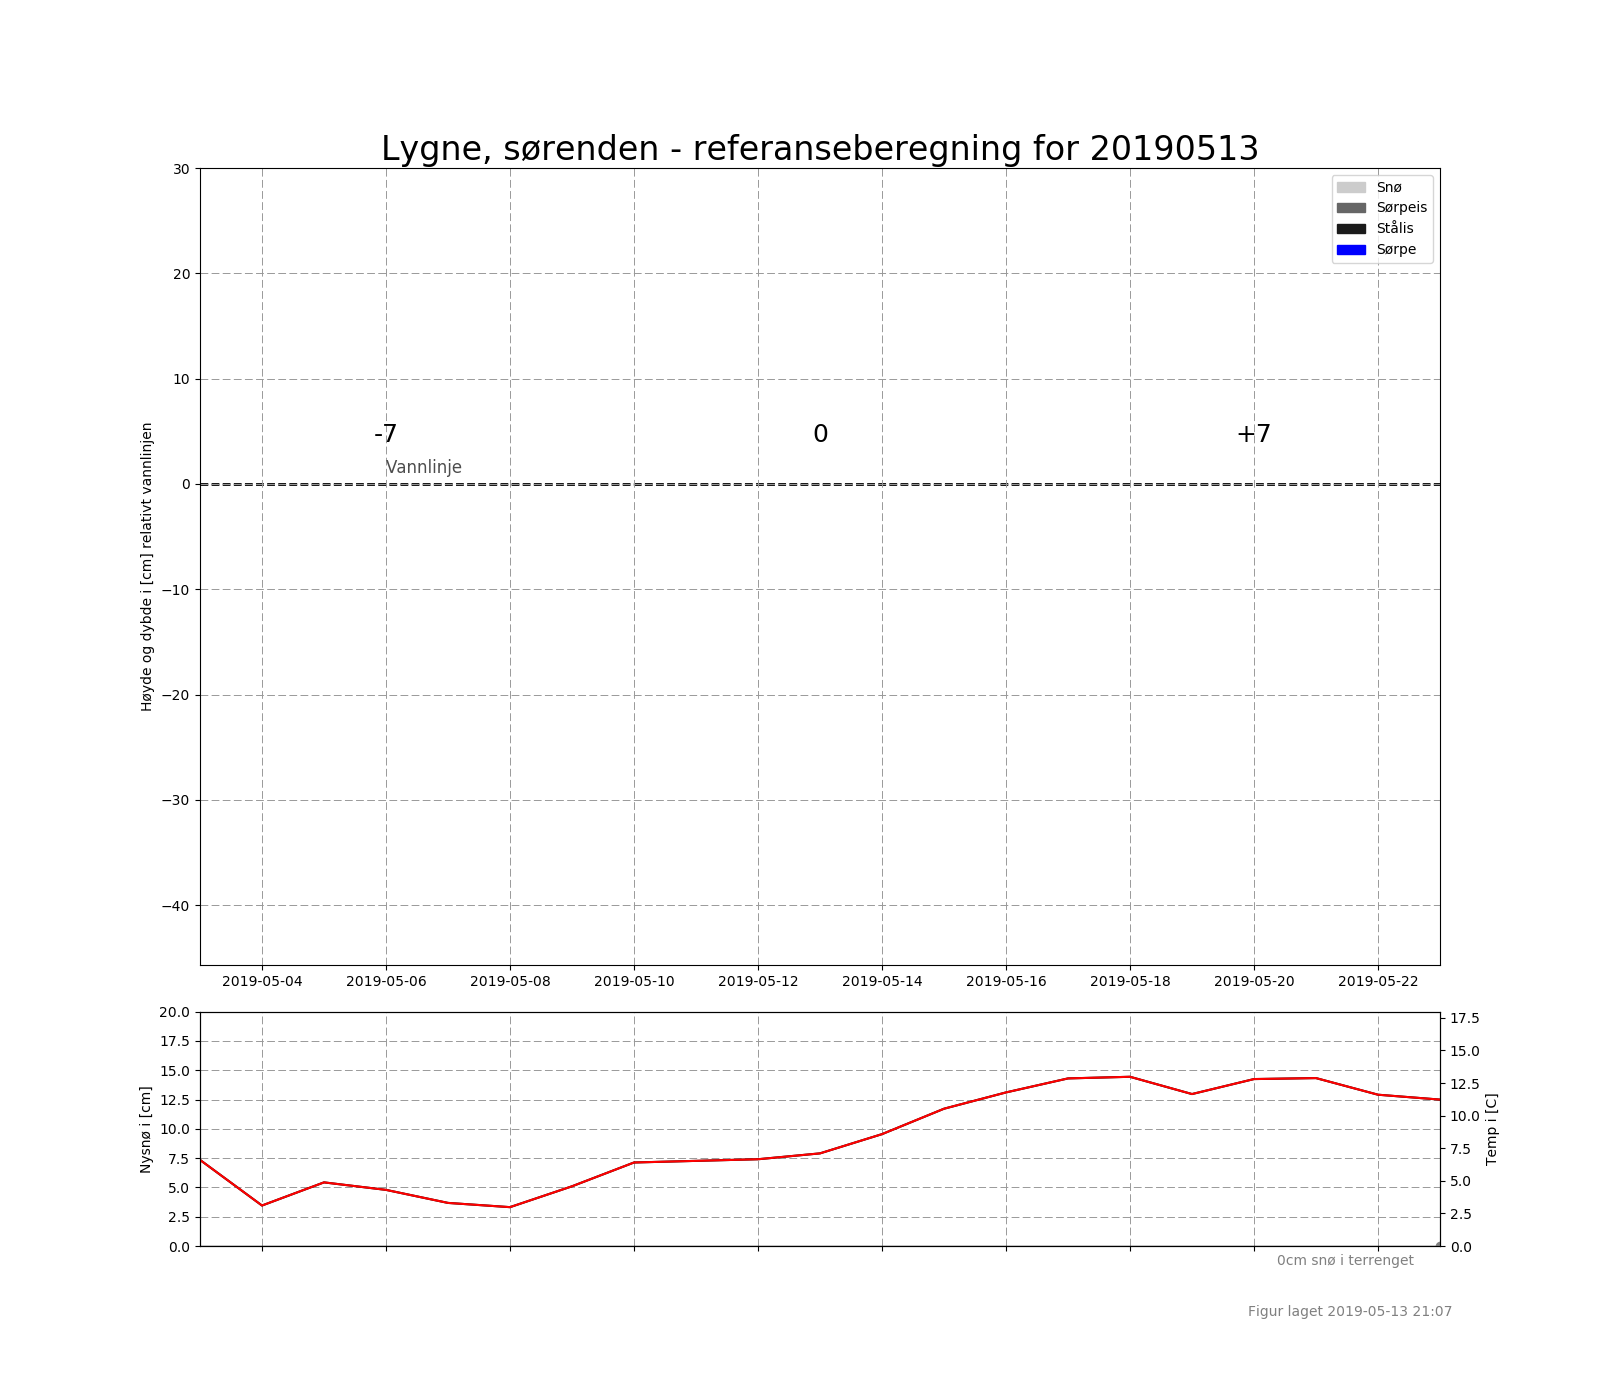 Lygne, sørenden - referanseberegning for 20190513
30
20
10
0
−10
−20
−30
−40
Høyde og dybde i [cm] relativt vannlinjen
Snø
Sørpeis
Stålis
Sørpe
-7
0
+7
Vannlinje
2019-05-04 2019-05-06 2019-05-08 2019-05-10 2019-05-12 2019-05-14 2019-05-16 2019-05-18 2019-05-20 2019-05-22
20.0
17.5
15.0
12.5
10.0
7.5
5.0
2.5
0.0
Nysnø i [cm]
17.5
15.0
12.5
10.0
7.5
5.0
2.5
0.0
Temp i [C]
0cm snø i terrenget
Figur laget 2019-05-13 21:07